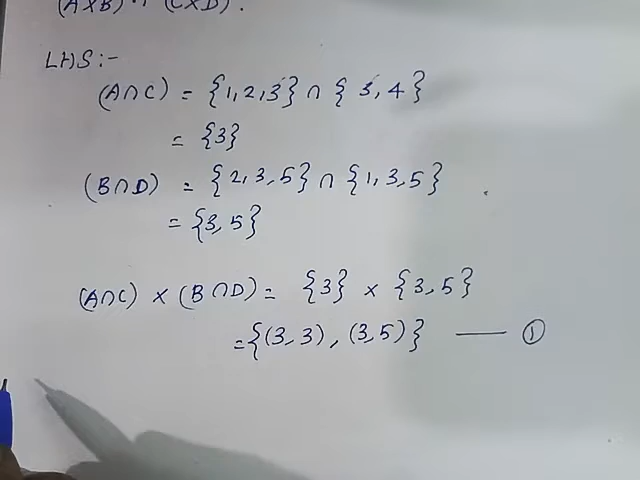 (A×B) ∩ (C×D).
LHS:-
(A∩C) = {1,2,3} ∩ {3,4}
= {3}
(B∩D) = {2,3,5} ∩ {1,3,5}
= {3,5}
(A∩C) × (B∩D) = {3} × {3,5}
= {(3,3), (3,5)} —— ①